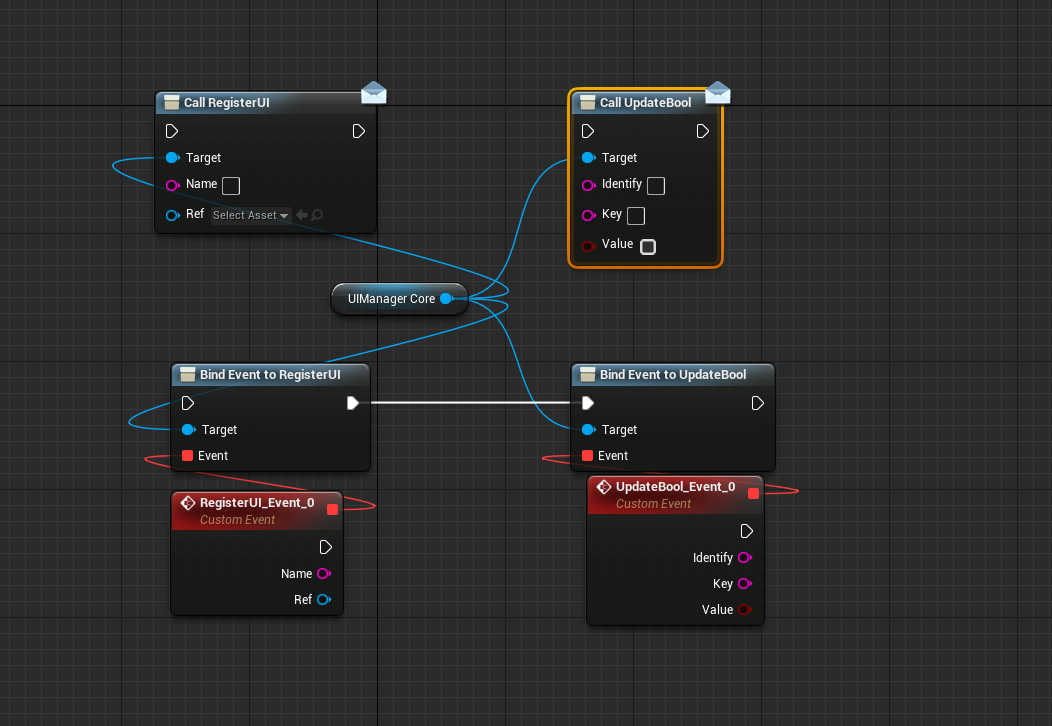 Call RegisterUI
Target
Name
Ref Select Asset
Call UpdateBool
Target
Identify
Key
Value
UIManager Core
Bind Event to RegisterUI
Target
Event
Bind Event to UpdateBool
Target
Event
RegisterUI_Event_0
Custom Event
Name
Ref
UpdateBool_Event_0
Custom Event
Identify
Key
Value